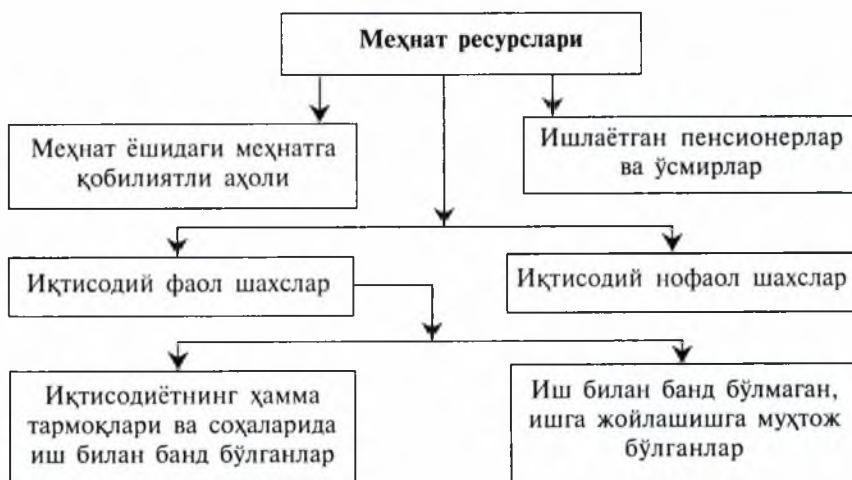 Меҳнат ресурслари
Меҳнат ёшидаги меҳнатга
қобилиятли аҳоли
Ишлаётган пенсионерлар
ва ўсмирлар
Иқтисодий фаол шахслар
Иқтисодий нофаол шахслар
Иқтисодиётнинг ҳамма
тармоқлари ва соҳаларида
иш билан банд бўлганлар
Иш билан банд бўлмаган,
ишга жойлашишга муҳтож
бўлганлар